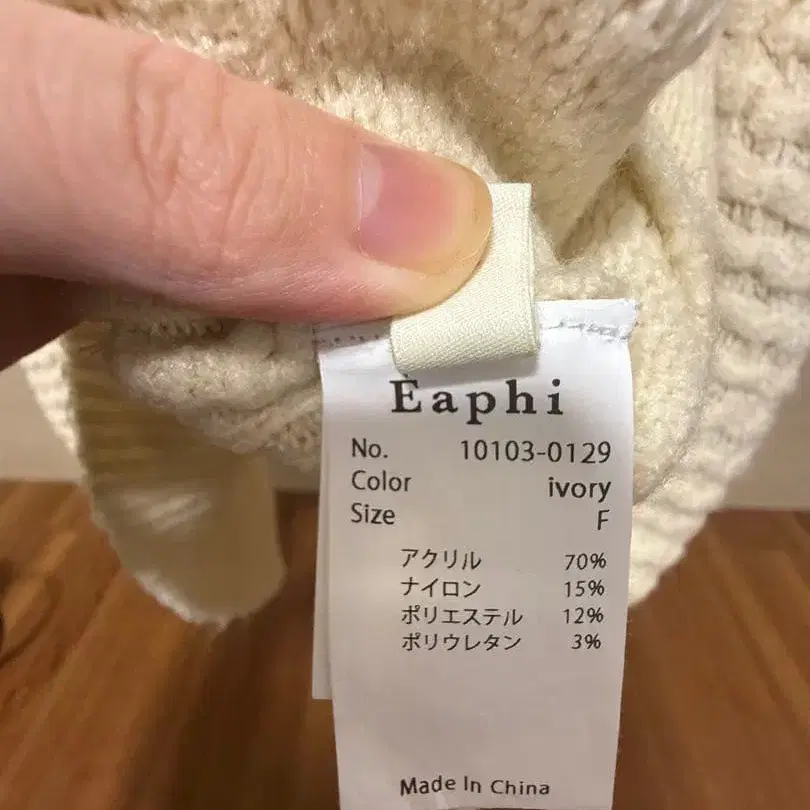 Èaphi
No. 10103-0129
Color ivory
Size F
アクリル 70%
ナイロン 15%
ポリエステル 12%
ポリウレタン 3%
Made In China